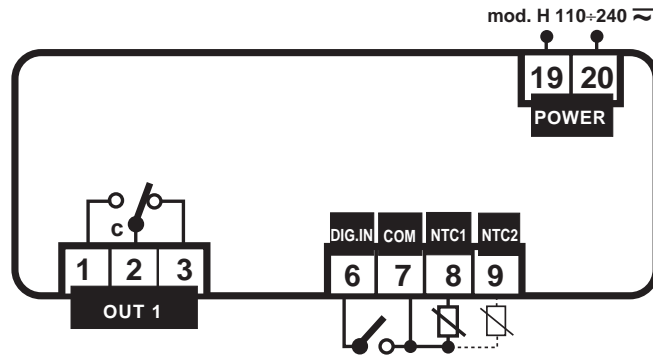 mod. H 110÷240
19 20
POWER
c
1 2 3
OUT 1
DIG.IN COM NTC1 NTC2
6 7 8 9